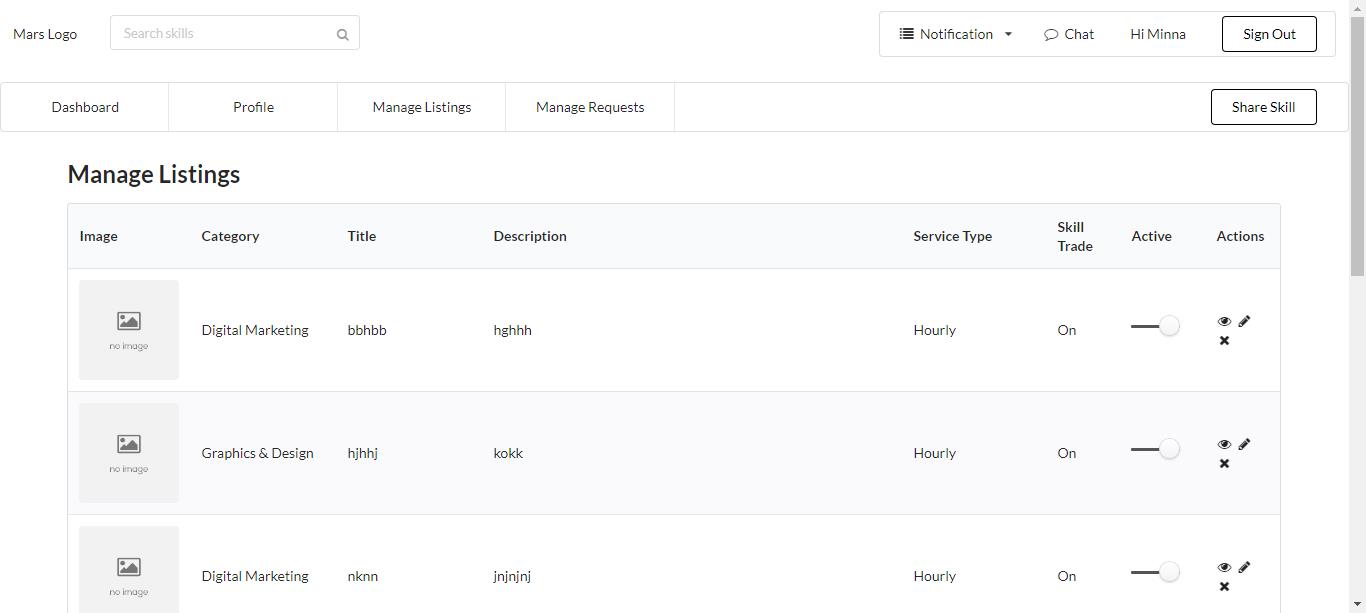 Mars Logo
Search skills
Notification
Chat
Hi Minna
Sign Out
Dashboard
Profile
Manage Listings
Manage Requests
Share Skill
Manage Listings
Image
Category
Title
Description
Service Type
Skill
Trade
Active
Actions
no image
Digital Marketing
bbhbb
hghhh
Hourly
On
no image
Graphics & Design
hjhhj
kokk
Hourly
On
no image
Digital Marketing
nknn
jnjnjnj
Hourly
On